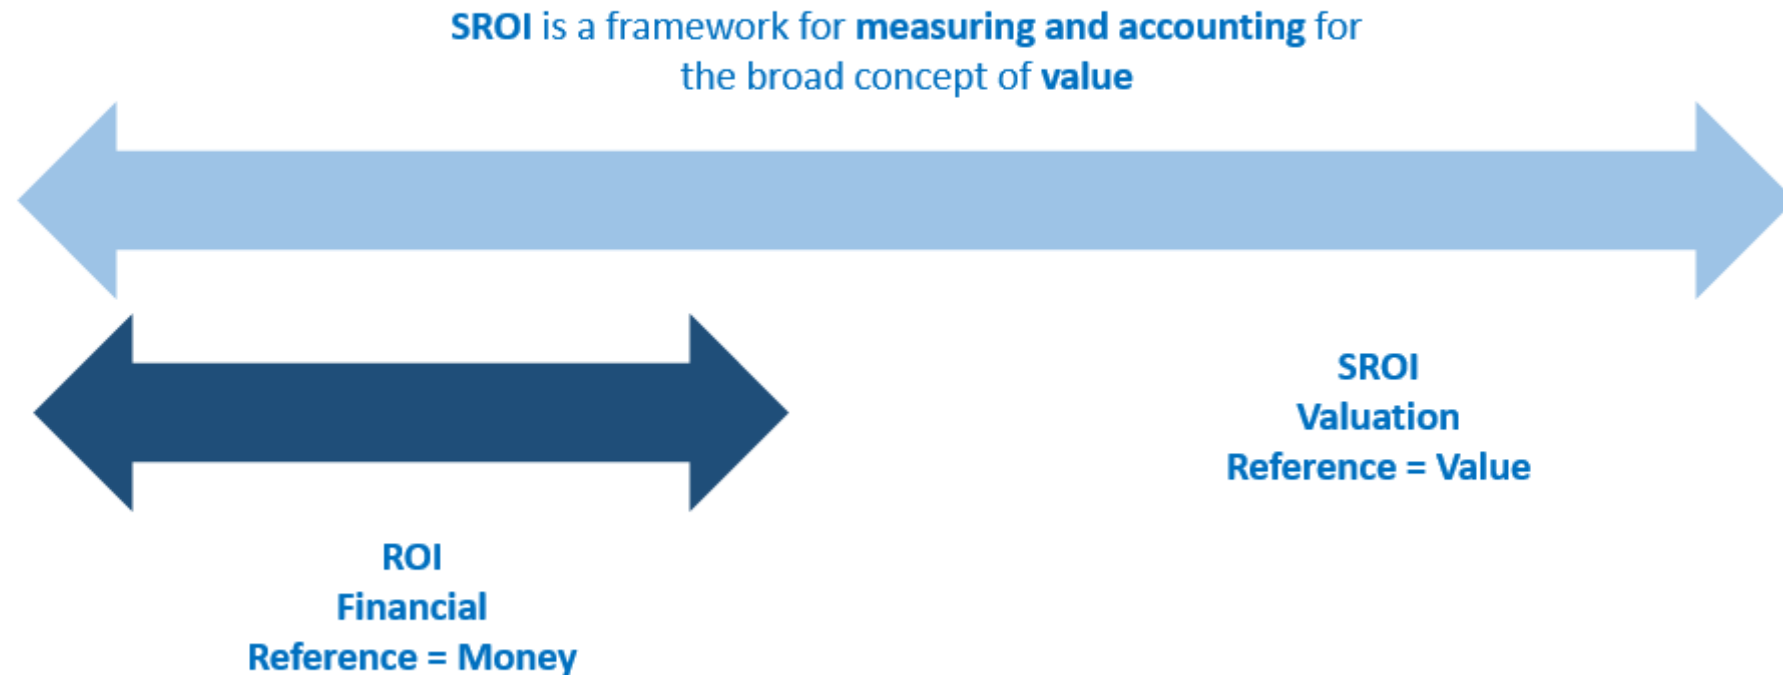 SROI is a framework for measuring and accounting for
the broad concept of value
SROI
Valuation
Reference = Value
ROI
Financial
Reference = Money